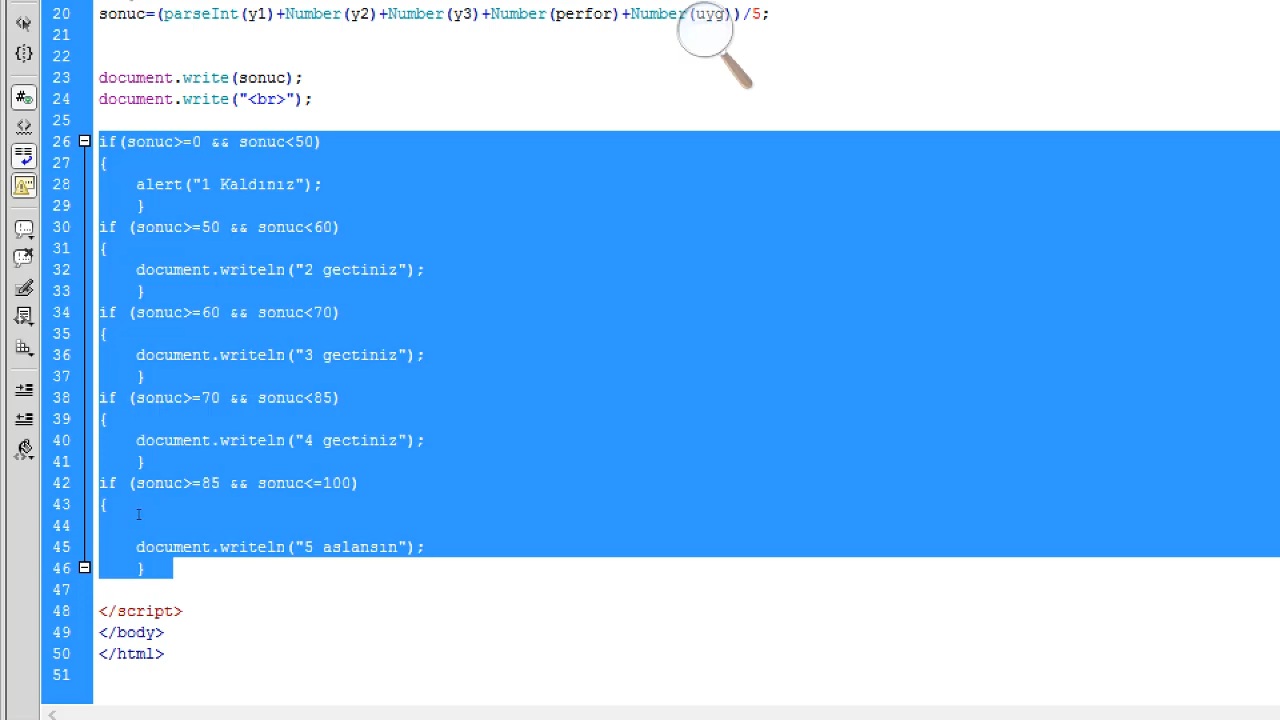 20 sonuc=(parseInt(y1)+Number(y2)+Number(y3)+Number(perfor)+Number(uyg))/5;
21
22
23 document.write(sonuc);
24 document.write("<br>");
25
26 if(sonuc>=0 && sonuc<50)
27 {
28 alert("1 Kaldınız");
29 }
30 if (sonuc>=50 && sonuc<60)
31 {
32 document.writeln("2 gectiniz");
33 }
34 if (sonuc>=60 && sonuc<70)
35 {
36 document.writeln("3 gectiniz");
37 }
38 if (sonuc>=70 && sonuc<85)
39 {
40 document.writeln("4 gectiniz");
41 }
42 if (sonuc>=85 && sonuc<=100)
43 {
44
45 document.writeln("5 aslansın");
46 }
47
48 </script>
49 </body>
50 </html>
51